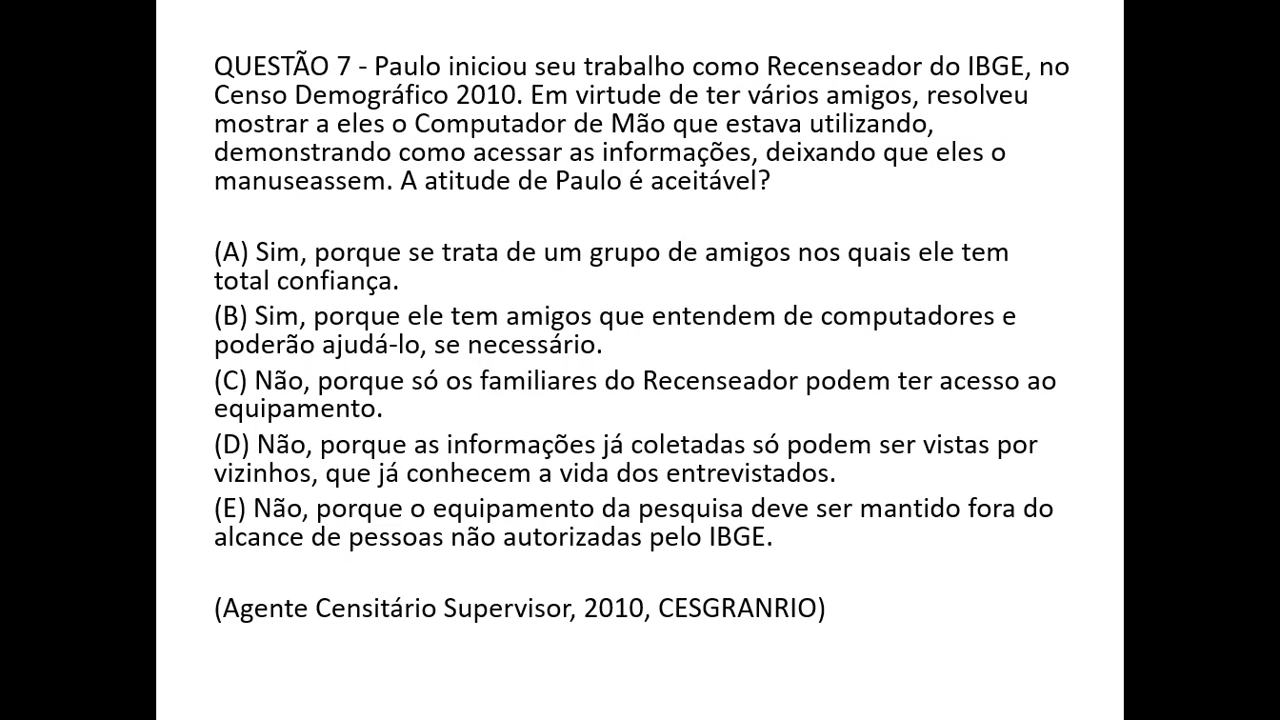 QUESTÃO 7 - Paulo iniciou seu trabalho como Recenseador do IBGE, no
Censo Demográfico 2010. Em virtude de ter vários amigos, resolveu
mostrar a eles o Computador de Mão que estava utilizando,
demonstrando como acessar as informações, deixando que eles o
manuseassem. A atitude de Paulo é aceitável?
(A) Sim, porque se trata de um grupo de amigos nos quais ele tem
total confiança.
(B) Sim, porque ele tem amigos que entendem de computadores e
poderão ajudá-lo, se necessário.
(C) Não, porque só os familiares do Recenseador podem ter acesso ao
equipamento.
(D) Não, porque as informações já coletadas só podem ser vistas por
vizinhos, que já conhecem a vida dos entrevistados.
(E) Não, porque o equipamento da pesquisa deve ser mantido fora do
alcance de pessoas não autorizadas pelo IBGE.
(Agente Censitário Supervisor, 2010, CESGRANRIO)